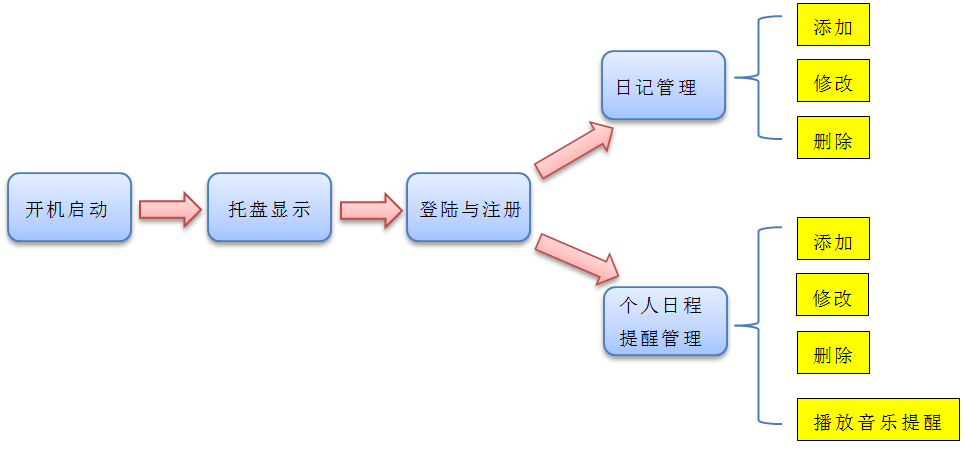 开机启动
托盘显示
登陆与注册
日记管理
添加
修改
删除
个人日程
提醒管理
添加
修改
删除
播放音乐提醒